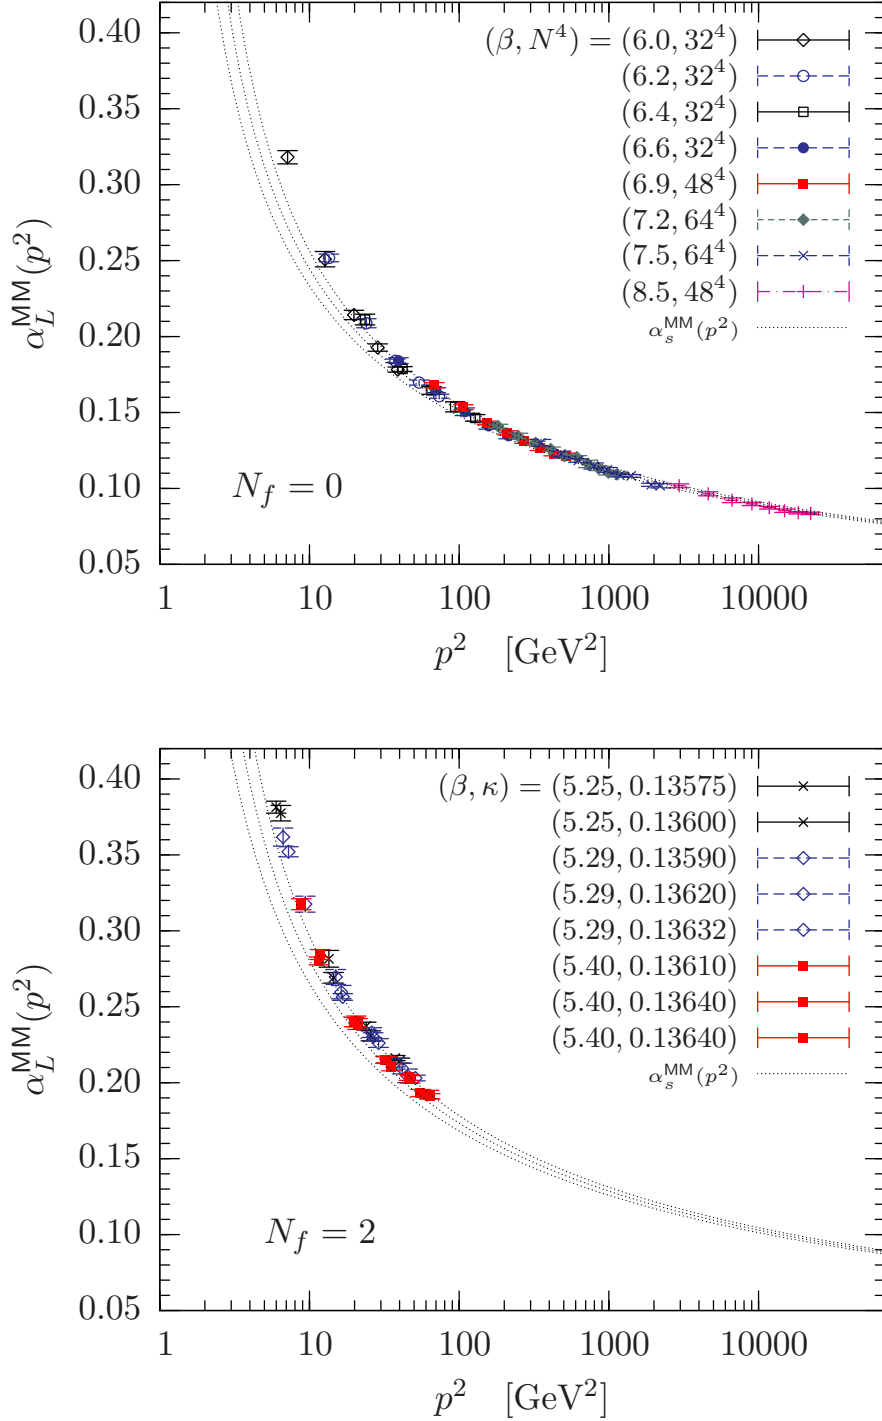 (β, N⁴) = (6.0, 32⁴)
(6.2, 32⁴)
(6.4, 32⁴)
(6.6, 32⁴)
(6.9, 48⁴)
(7.2, 64⁴)
(7.5, 64⁴)
(8.5, 48⁴)
α_s^MM(p²)
0.40
0.35
0.30
0.25
0.20
0.15
0.10
0.05
α_L^MM(p²)
N_f = 0
1 10 100 1000 10000
p² [GeV²]
(β, κ) = (5.25, 0.13575)
(5.25, 0.13600)
(5.29, 0.13590)
(5.29, 0.13620)
(5.29, 0.13632)
(5.40, 0.13610)
(5.40, 0.13640)
(5.40, 0.13640)
α_s^MM(p²)
0.40
0.35
0.30
0.25
0.20
0.15
0.10
0.05
α_L^MM(p²)
N_f = 2
1 10 100 1000 10000
p² [GeV²]